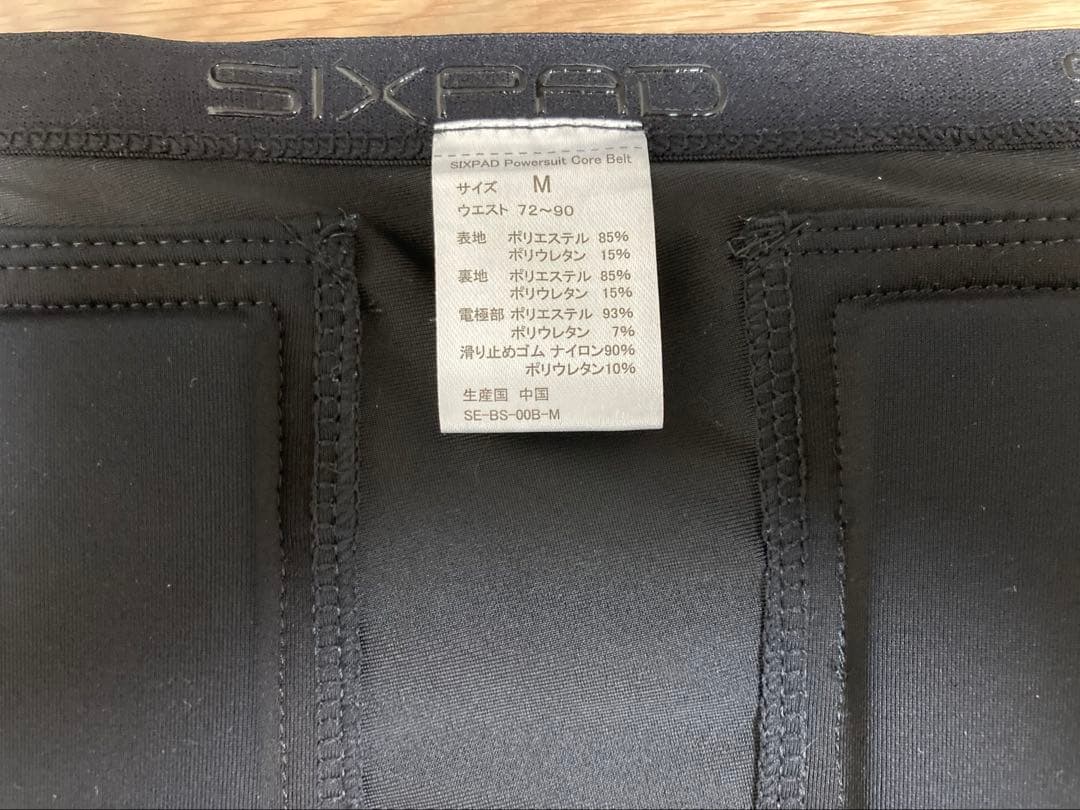 SIXPAD
SIXPAD Powersuit Core Belt
サイズ M
ウエスト 72～90
表地 ポリエステル 85%
ポリウレタン 15%
裏地 ポリエステル 85%
ポリウレタン 15%
電極部 ポリエステル 93%
ポリウレタン 7%
滑り止めゴム ナイロン90%
ポリウレタン10%
生産国 中国
SE-BS-00B-M